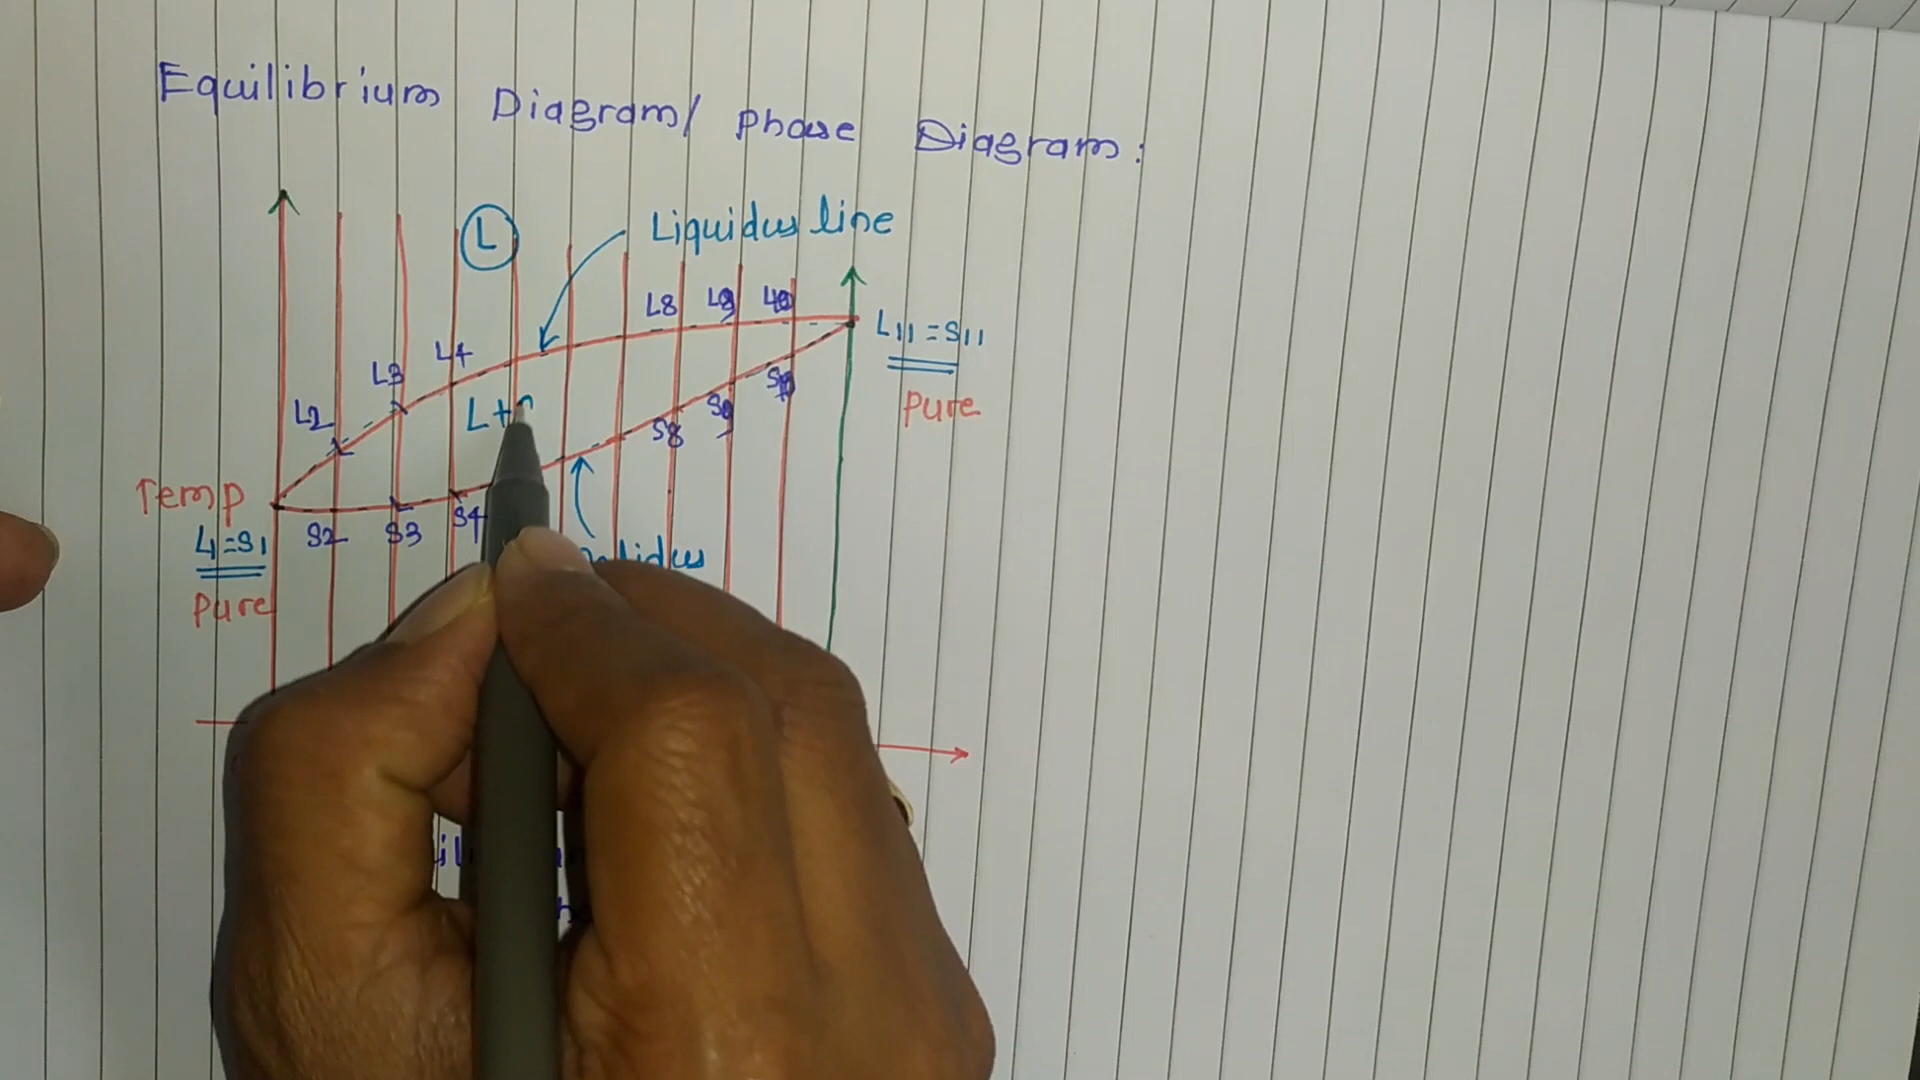 Equilibrium Diagram/ Phase Diagram:
L
Liquidus line
L8 L9 L10
L11 = S11
Pure
L4
L3
L2
L+
S10
S9
S8
Temp
S2 S3 S4
L1=S1
Pure